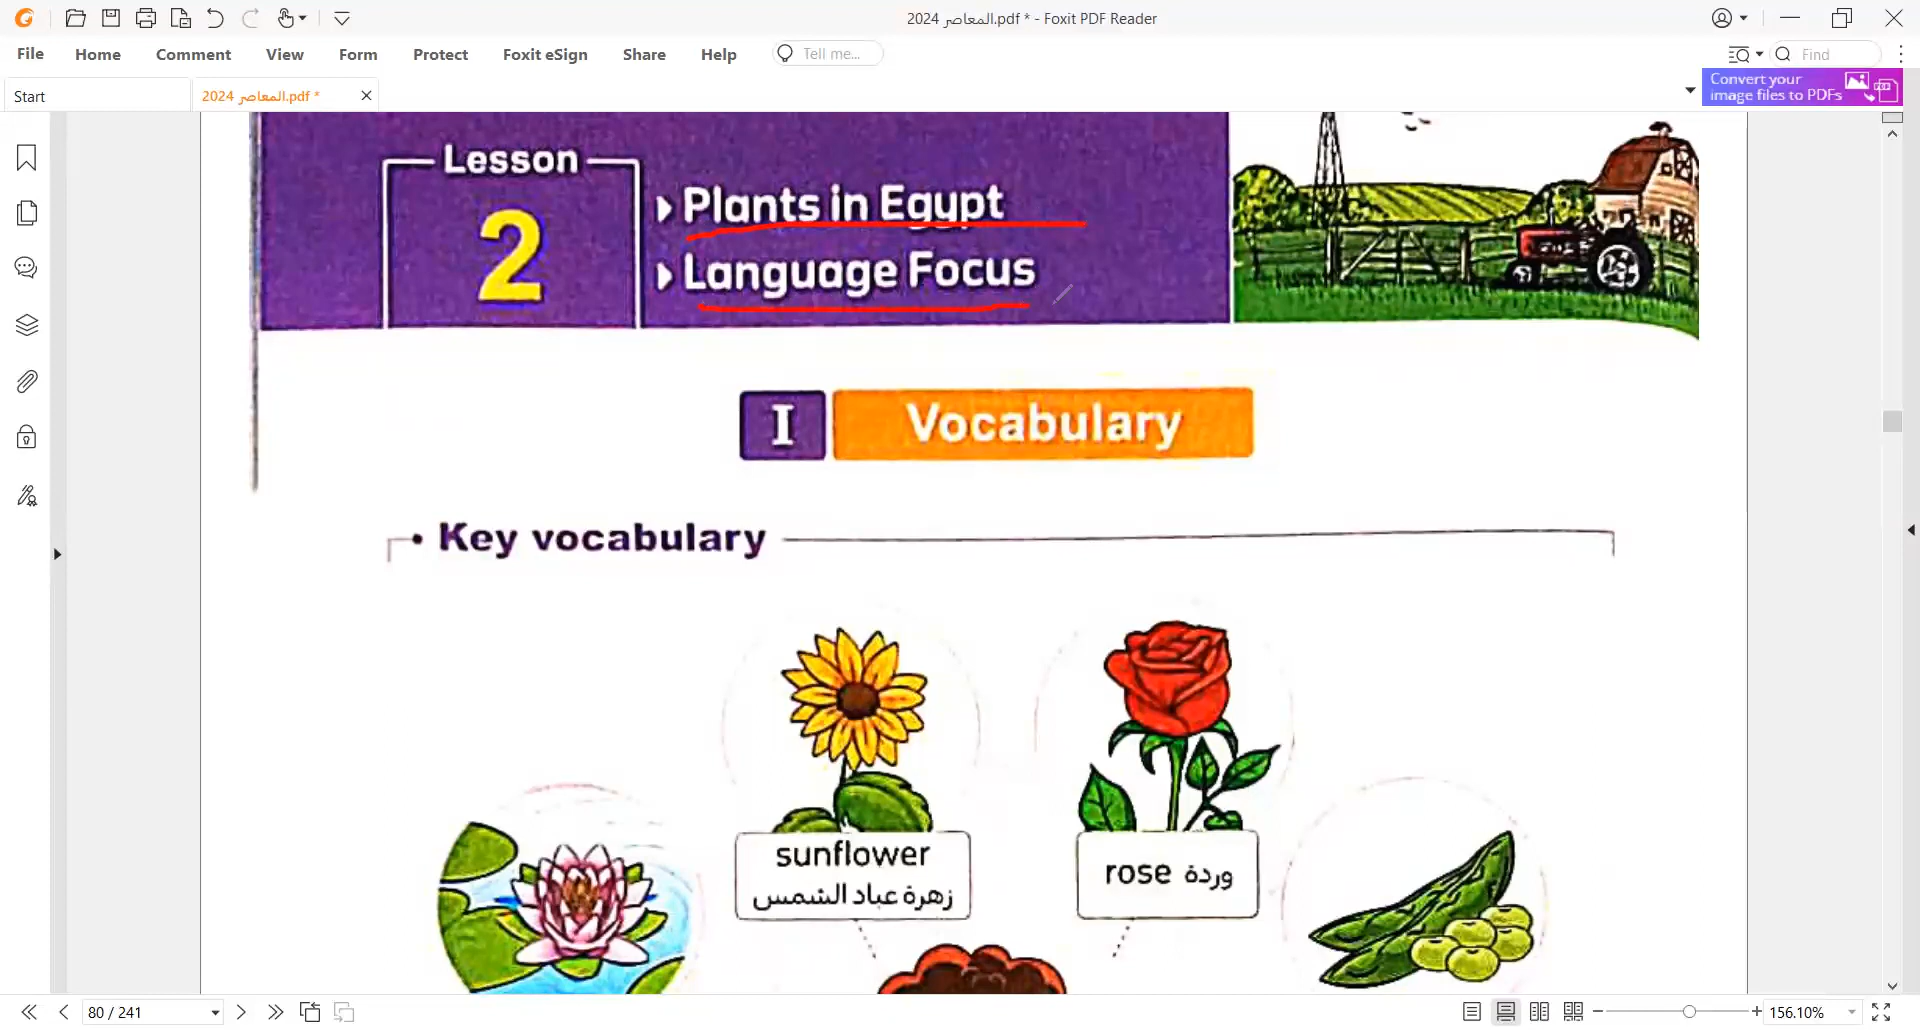 المعاصر 2024.pdf * - Foxit PDF Reader
File Home Comment View Form Protect Foxit eSign Share Help Tell me... Find
Start
المعاصر 2024.pdf *
Convert your
image files to PDFs
Lesson
2
Plants in Egypt
Language Focus
I Vocabulary
• Key vocabulary
sunflower
زهرة عباد الشمس
rose وردة
80 / 241
156.10%